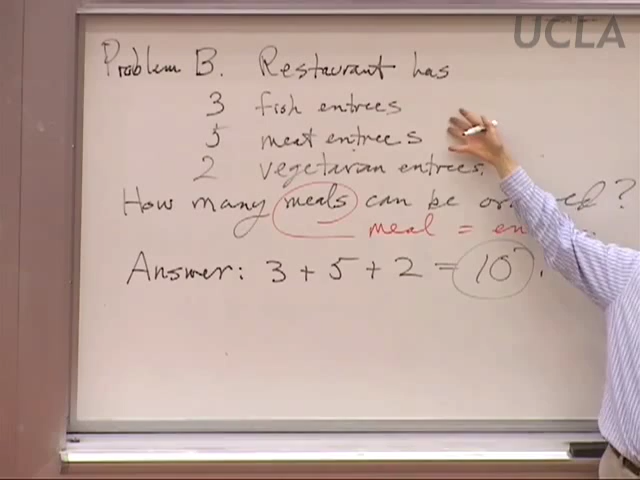 UCLA
Problem B. Restaurant has
3 fish entrees
5 meat entrees
2 vegetarian entrees.
How many meals can be ?
meal =
Answer: 3 + 5 + 2 = 10.